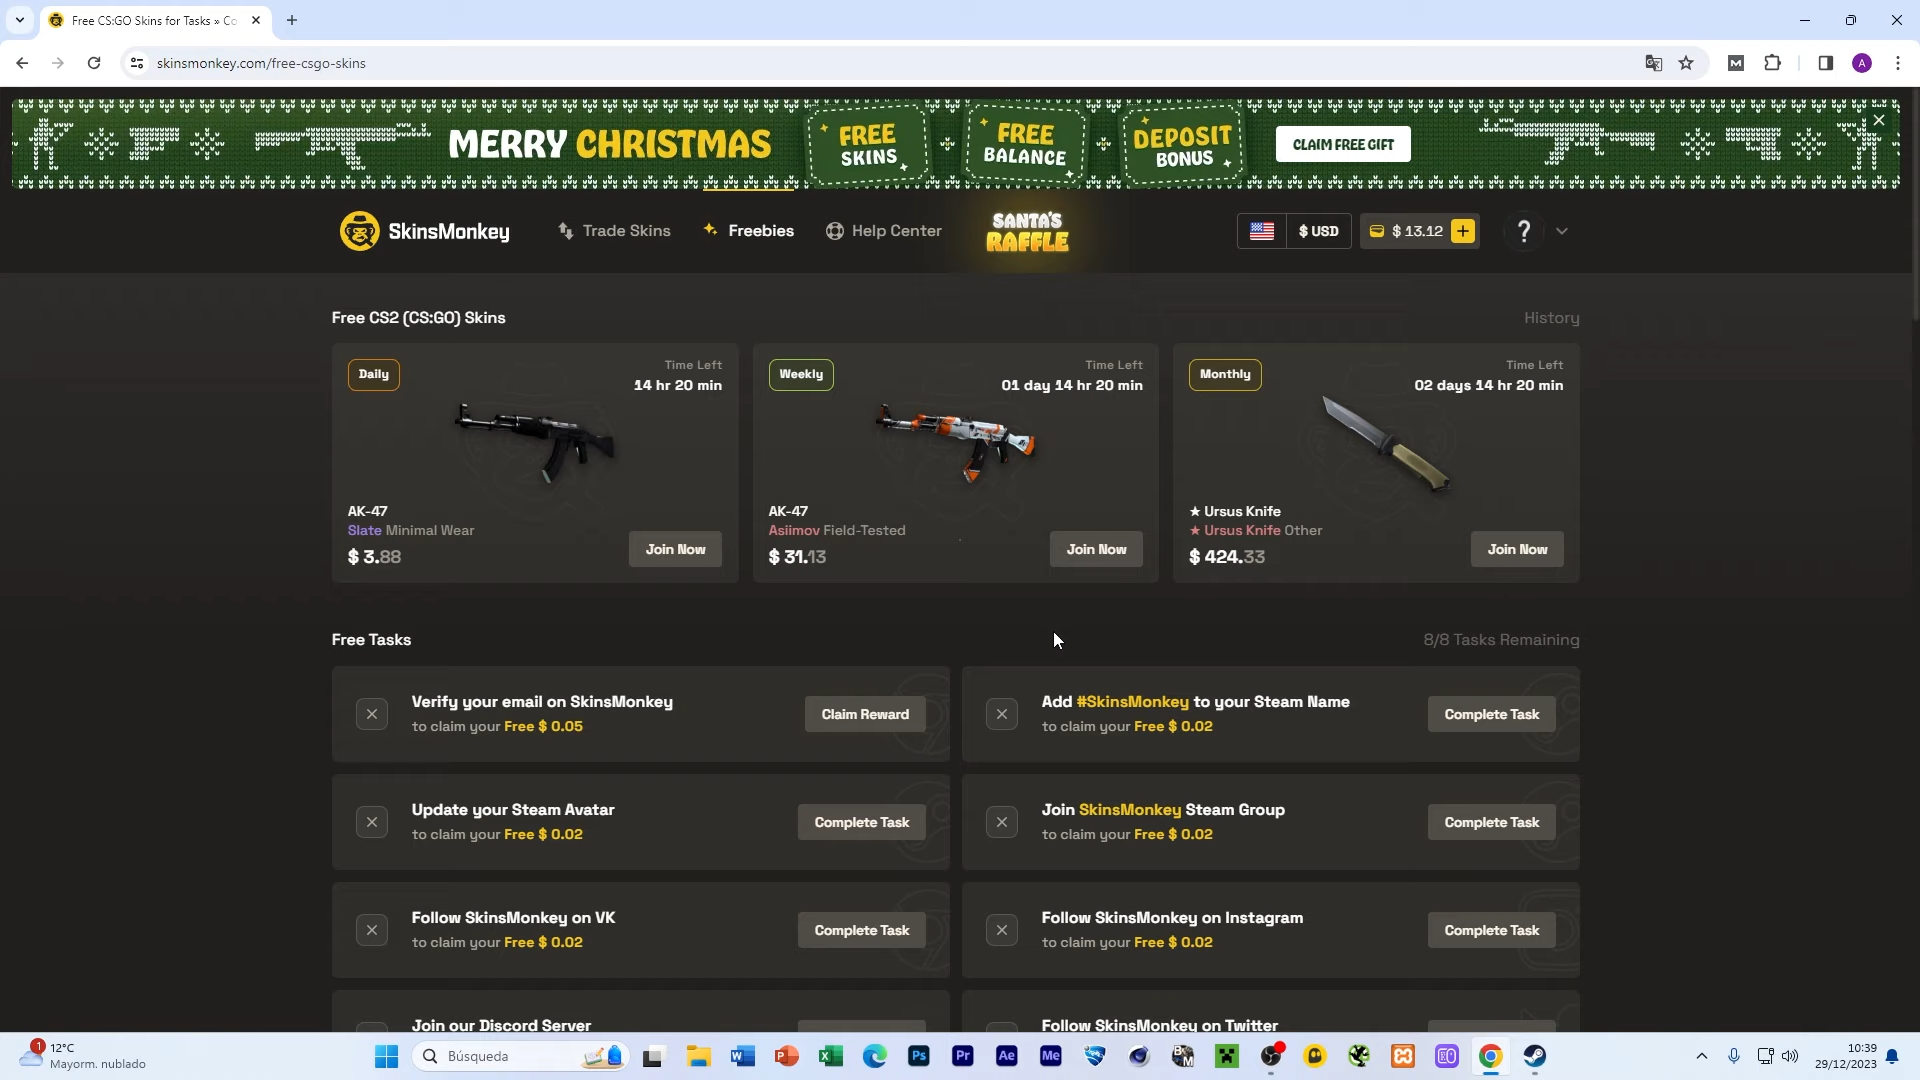 Free CS:GO Skins for Tasks » Co
skinsmonkey.com/free-csgo-skins
A
MERRY CHRISTMAS
FREE
SKINS
FREE
BALANCE
DEPOSIT
BONUS
CLAIM FREE GIFT
SkinsMonkey
Trade Skins
Freebies
Help Center
SANTA'S
RAFFLE
$ USD
$ 13.12
?
Free CS2 (CS:GO) Skins
History
Daily
Time Left
14 hr 20 min
AK-47
Slate Minimal Wear
$ 3.88
Join Now
Weekly
Time Left
01 day 14 hr 20 min
AK-47
Asiimov Field-Tested
$ 31.13
Join Now
Monthly
Time Left
02 days 14 hr 20 min
★ Ursus Knife
★ Ursus Knife Other
$ 424.33
Join Now
Free Tasks
8/8 Tasks Remaining
Verify your email on SkinsMonkey
to claim your Free $ 0.05
Claim Reward
Add #SkinsMonkey to your Steam Name
to claim your Free $ 0.02
Complete Task
Update your Steam Avatar
to claim your Free $ 0.02
Complete Task
Join SkinsMonkey Steam Group
to claim your Free $ 0.02
Complete Task
Follow SkinsMonkey on VK
to claim your Free $ 0.02
Complete Task
Follow SkinsMonkey on Instagram
to claim your Free $ 0.02
Complete Task
Join our Discord Server
Follow SkinsMonkey on Twitter
1
12°C
Mayorm. nublado
Búsqueda
Ps
Pr
Ae
Me
10:39
29/12/2023